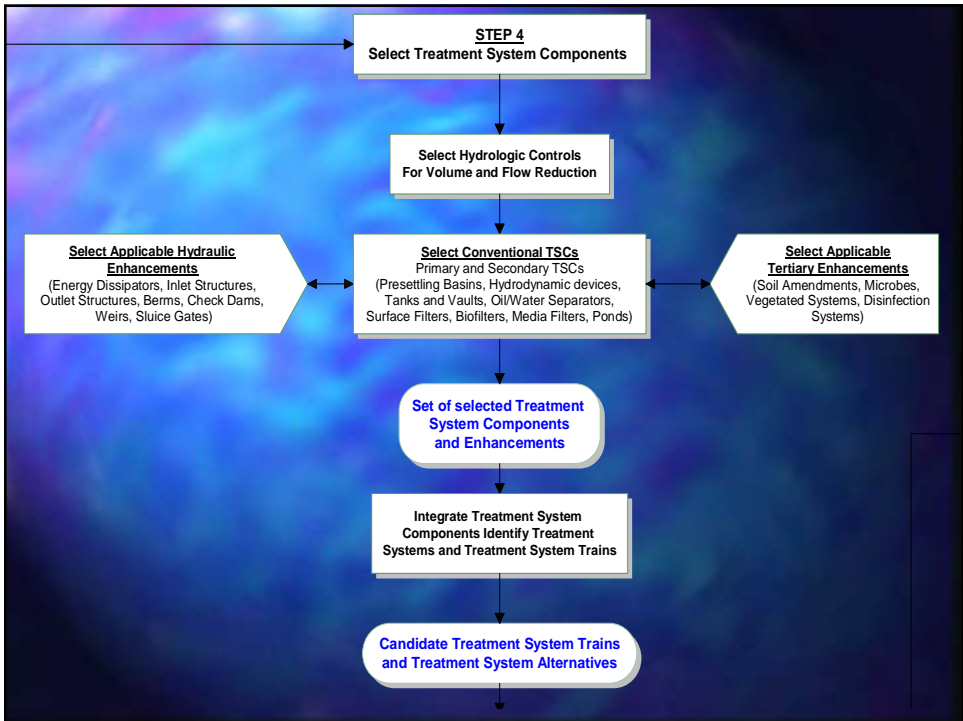 STEP 4
Select Treatment System Components
Select Hydrologic Controls
For Volume and Flow Reduction
Select Applicable Hydraulic
Enhancements
(Energy Dissipators, Inlet Structures,
Outlet Structures, Berms, Check Dams,
Weirs, Sluice Gates)
Select Conventional TSCs
Primary and Secondary TSCs
(Presettling Basins, Hydrodynamic devices,
Tanks and Vaults, Oil/Water Separators,
Surface Filters, Biofilters, Media Filters, Ponds)
Select Applicable
Tertiary Enhancements
(Soil Amendments, Microbes,
Vegetated Systems, Disinfection
Systems)
Set of selected Treatment
System Components
and Enhancements
Integrate Treatment System
Components Identify Treatment
Systems and Treatment System Trains
Candidate Treatment System Trains
and Treatment System Alternatives